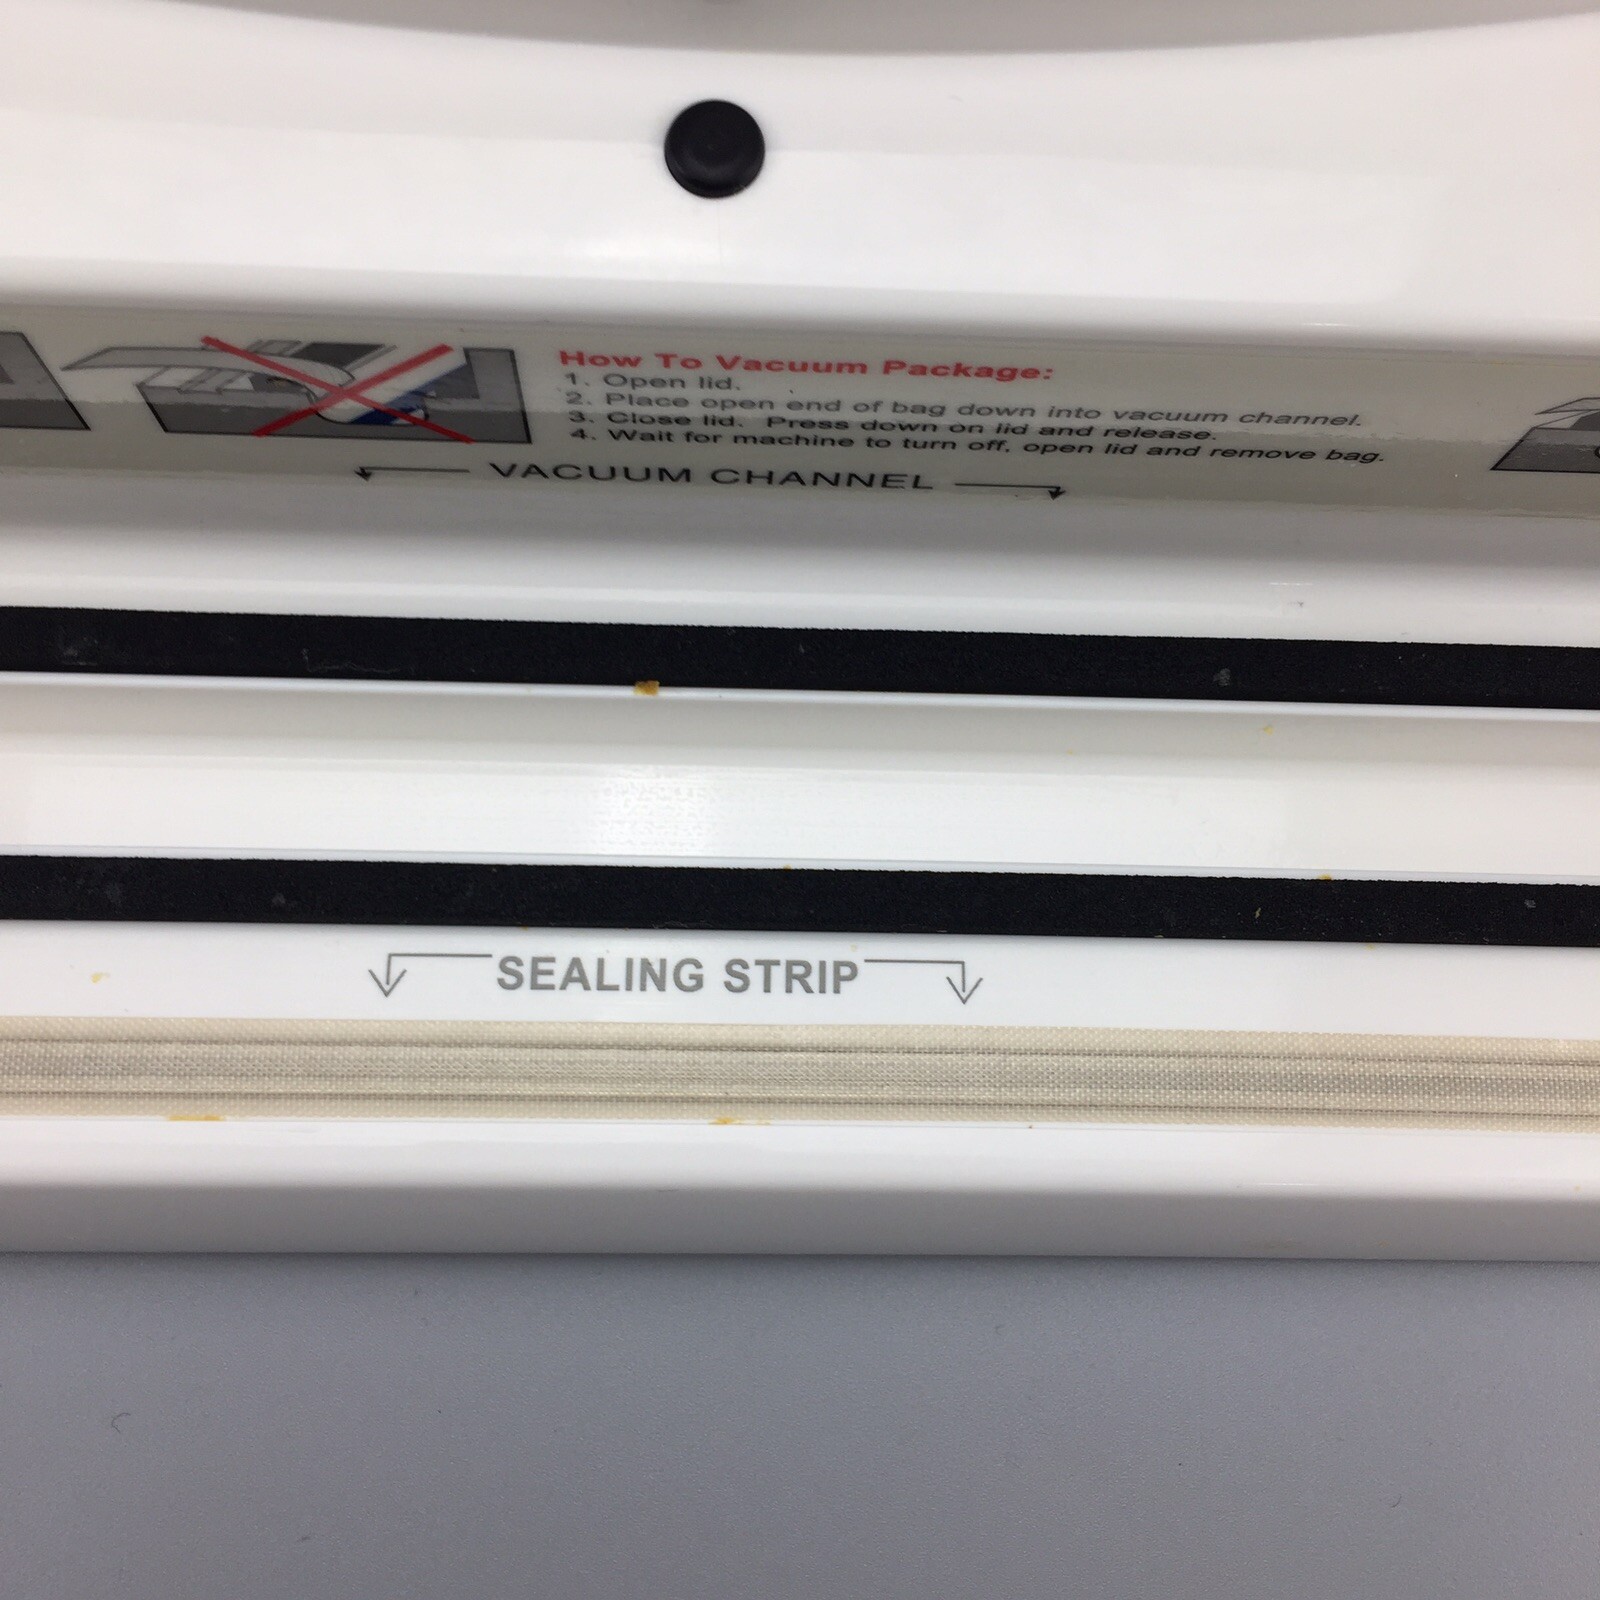 How To Vacuum Package:
1. Open lid.
2. Place open end of bag down into vacuum channel.
3. Close lid. Press down on lid and release.
4. Wait for machine to turn off, open lid and remove bag.
VACUUM CHANNEL
SEALING STRIP